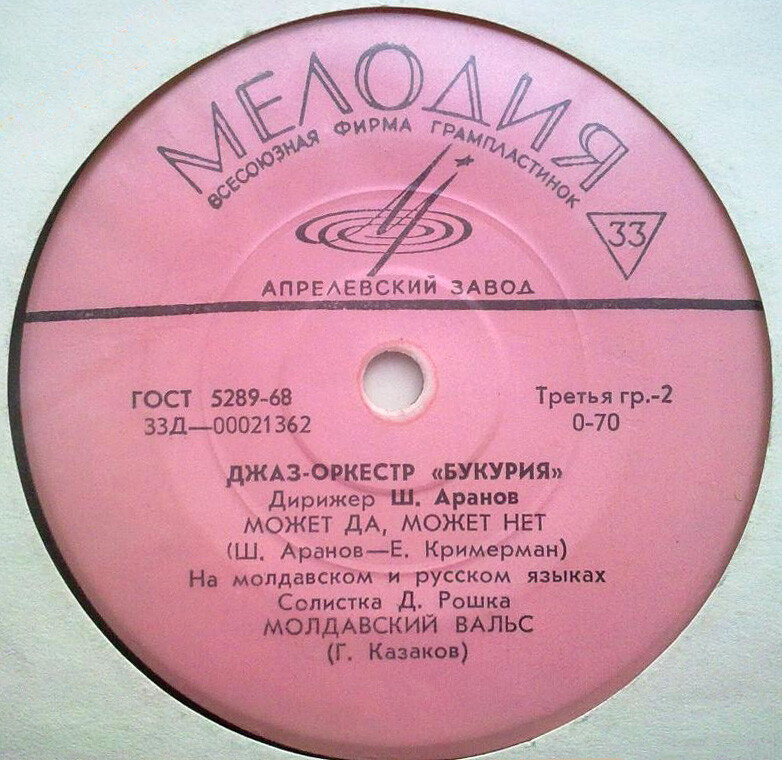 МЕЛОДИЯ
ВСЕСОЮЗНАЯ ФИРМА ГРАМПЛАСТИНОК
33
АПРЕЛЕВСКИЙ ЗАВОД
ГОСТ 5289-68
Третья гр.-2
33Д—00021362
0-70
ДЖАЗ-ОРКЕСТР «БУКУРИЯ»
Дирижер Ш. Аранов
МОЖЕТ ДА, МОЖЕТ НЕТ
(Ш. Аранов—Е. Кримерман)
На молдавском и русском языках
Солистка Д. Рошка
МОЛДАВСКИЙ ВАЛЬС
(Г. Казаков)